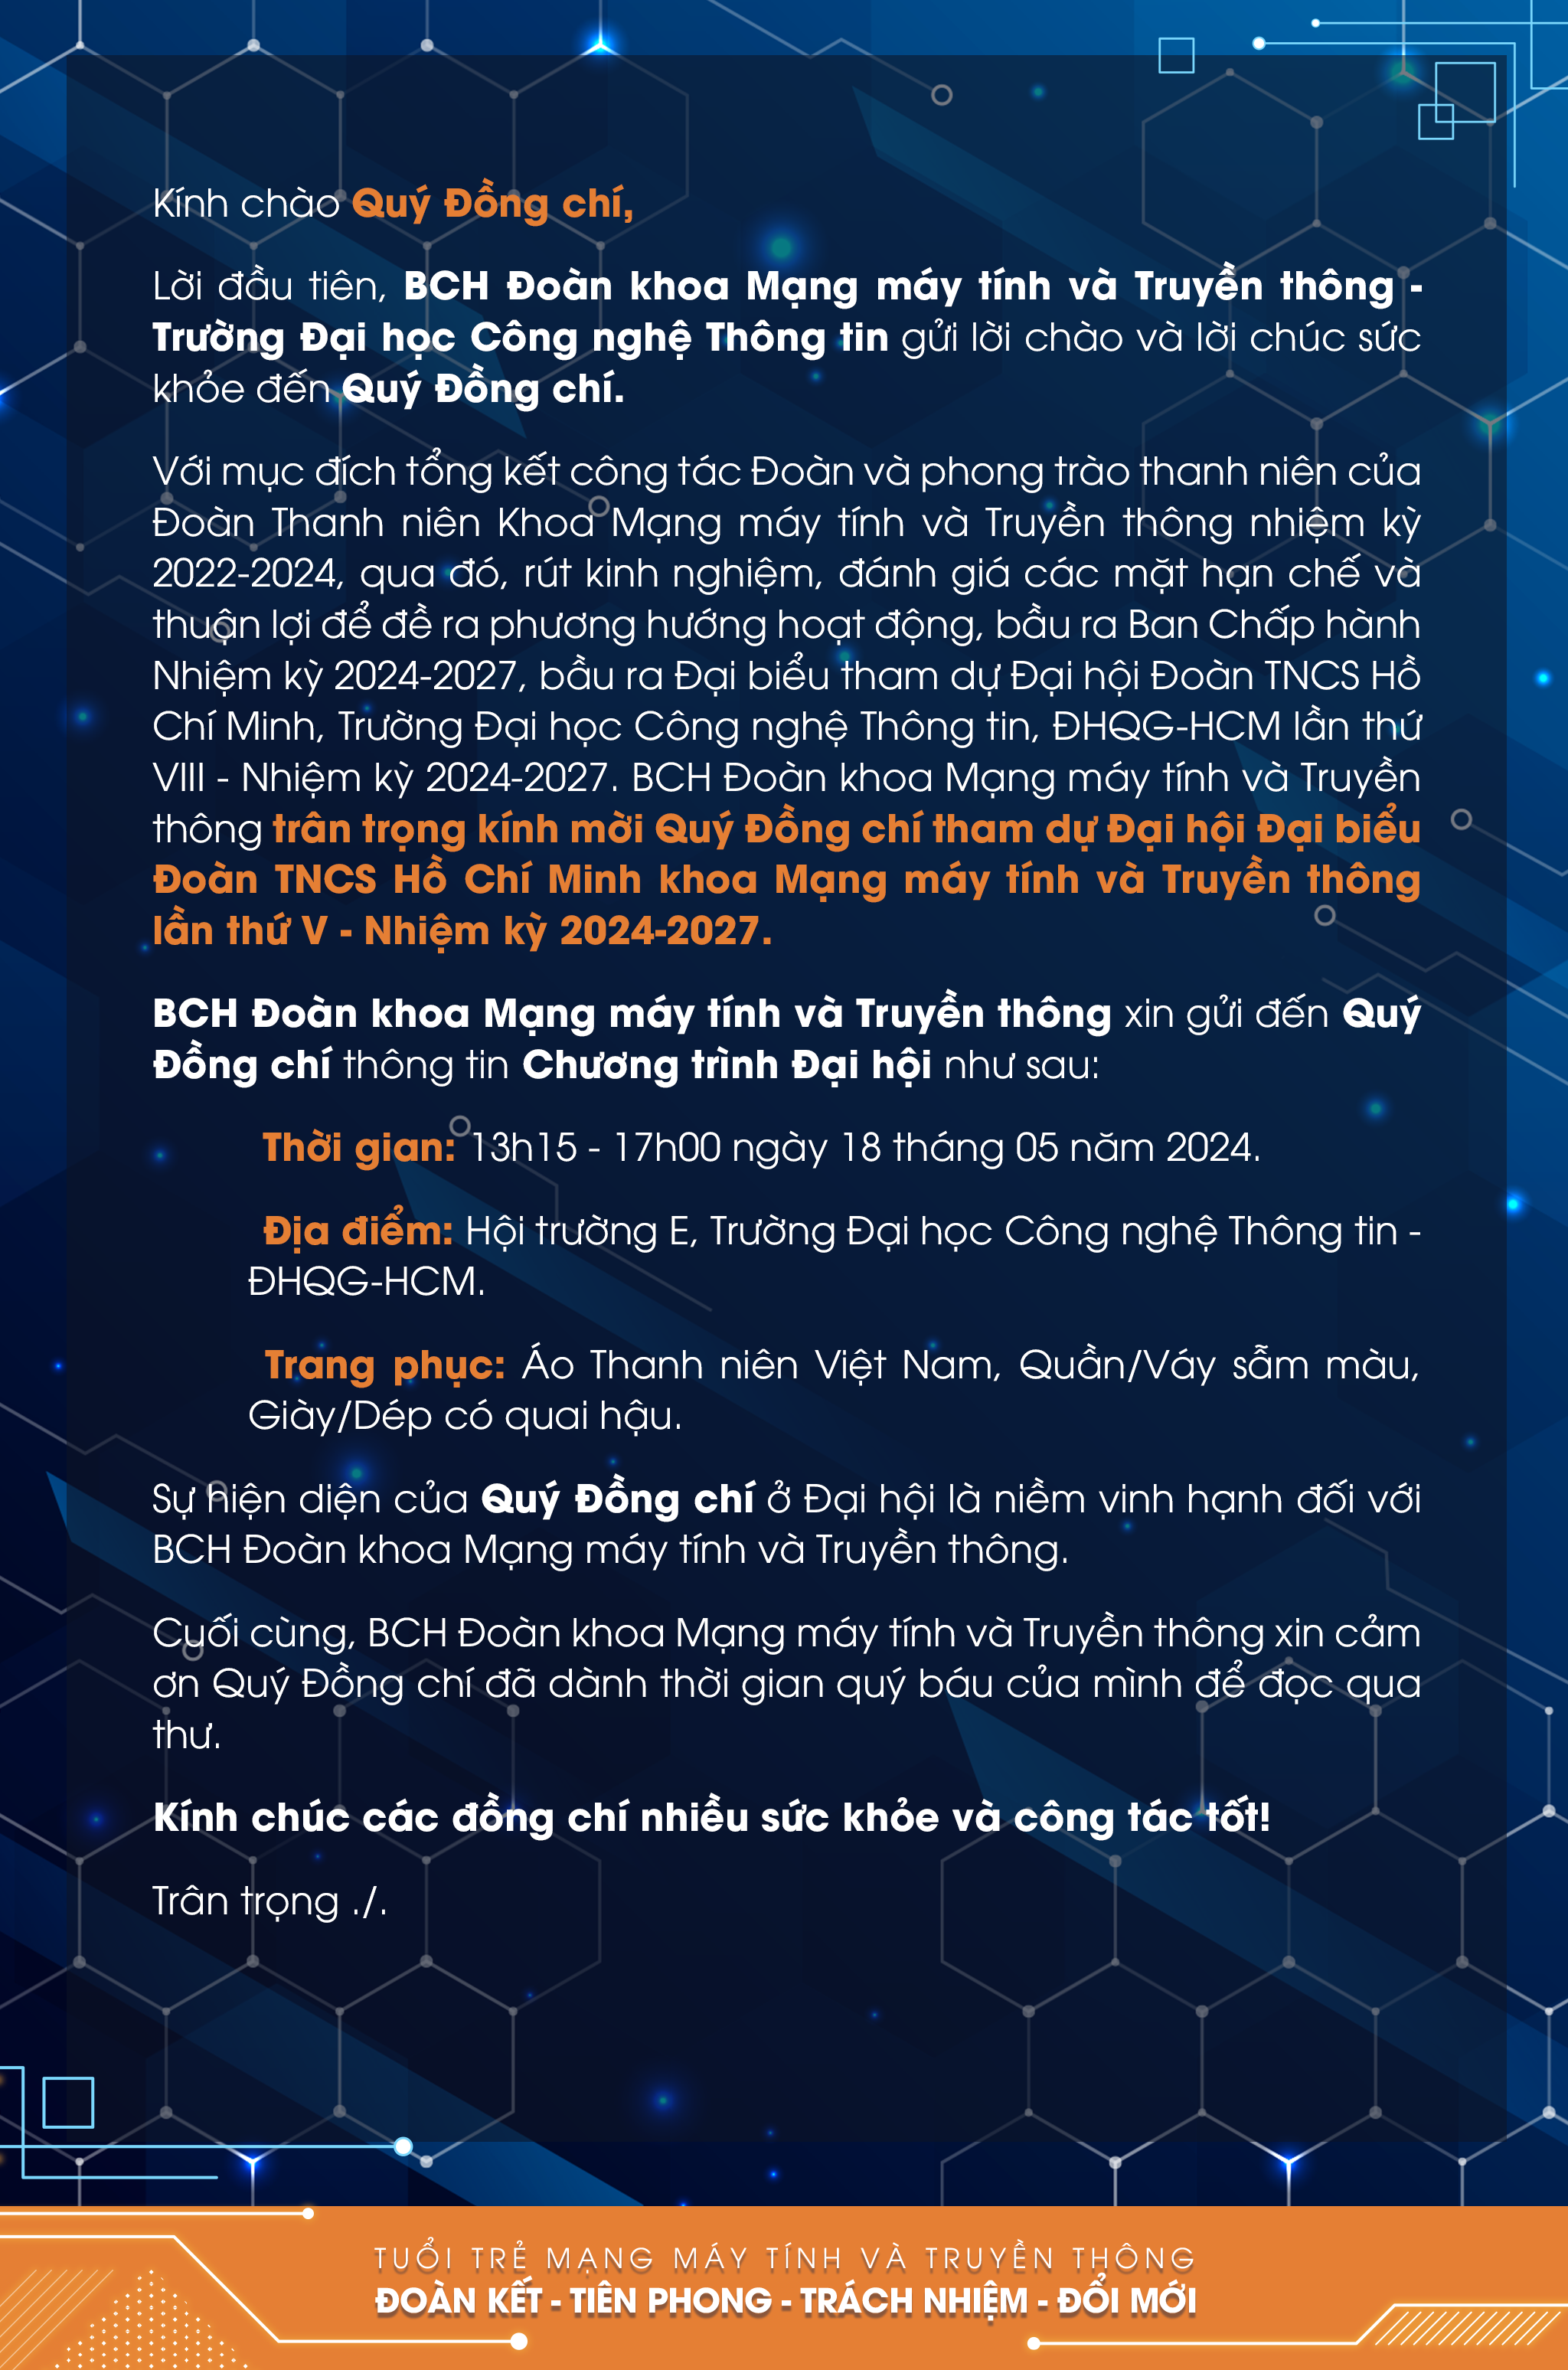 Kính chào Quý Đồng chí,
Lời đầu tiên, BCH Đoàn khoa Mạng máy tính và Truyền thông -
Trường Đại học Công nghệ Thông tin gửi lời chào và lời chúc sức
khỏe đến Quý Đồng chí.
Với mục đích tổng kết công tác Đoàn và phong trào thanh niên của
Đoàn Thanh niên Khoa Mạng máy tính và Truyền thông nhiệm kỳ
2022-2024, qua đó, rút kinh nghiệm, đánh giá các mặt hạn chế và
thuận lợi để đề ra phương hướng hoạt động, bầu ra Ban Chấp hành
Nhiệm kỳ 2024-2027, bầu ra Đại biểu tham dự Đại hội Đoàn TNCS Hồ
Chí Minh, Trường Đại học Công nghệ Thông tin, ĐHQG-HCM lần thứ
VIII - Nhiệm kỳ 2024-2027. BCH Đoàn khoa Mạng máy tính và Truyền
thông trân trọng kính mời Quý Đồng chí tham dự Đại hội Đại biểu
Đoàn TNCS Hồ Chí Minh khoa Mạng máy tính và Truyền thông
lần thứ V - Nhiệm kỳ 2024-2027.
BCH Đoàn khoa Mạng máy tính và Truyền thông xin gửi đến Quý
Đồng chí thông tin Chương trình Đại hội như sau:
Thời gian: 13h15 - 17h00 ngày 18 tháng 05 năm 2024.
Địa điểm: Hội trường E, Trường Đại học Công nghệ Thông tin -
ĐHQG-HCM.
Trang phục: Áo Thanh niên Việt Nam, Quần/Váy sẫm màu,
Giày/Dép có quai hậu.
Sự hiện diện của Quý Đồng chí ở Đại hội là niềm vinh hạnh đối với
BCH Đoàn khoa Mạng máy tính và Truyền thông.
Cuối cùng, BCH Đoàn khoa Mạng máy tính và Truyền thông xin cảm
ơn Quý Đồng chí đã dành thời gian quý báu của mình để đọc qua
thư.
Kính chúc các đồng chí nhiều sức khỏe và công tác tốt!
Trân trọng ./.
TUỔI TRẺ MẠNG MÁY TÍNH VÀ TRUYỀN THÔNG
ĐOÀN KẾT - TIÊN PHONG - TRÁCH NHIỆM - ĐỔI MỚI